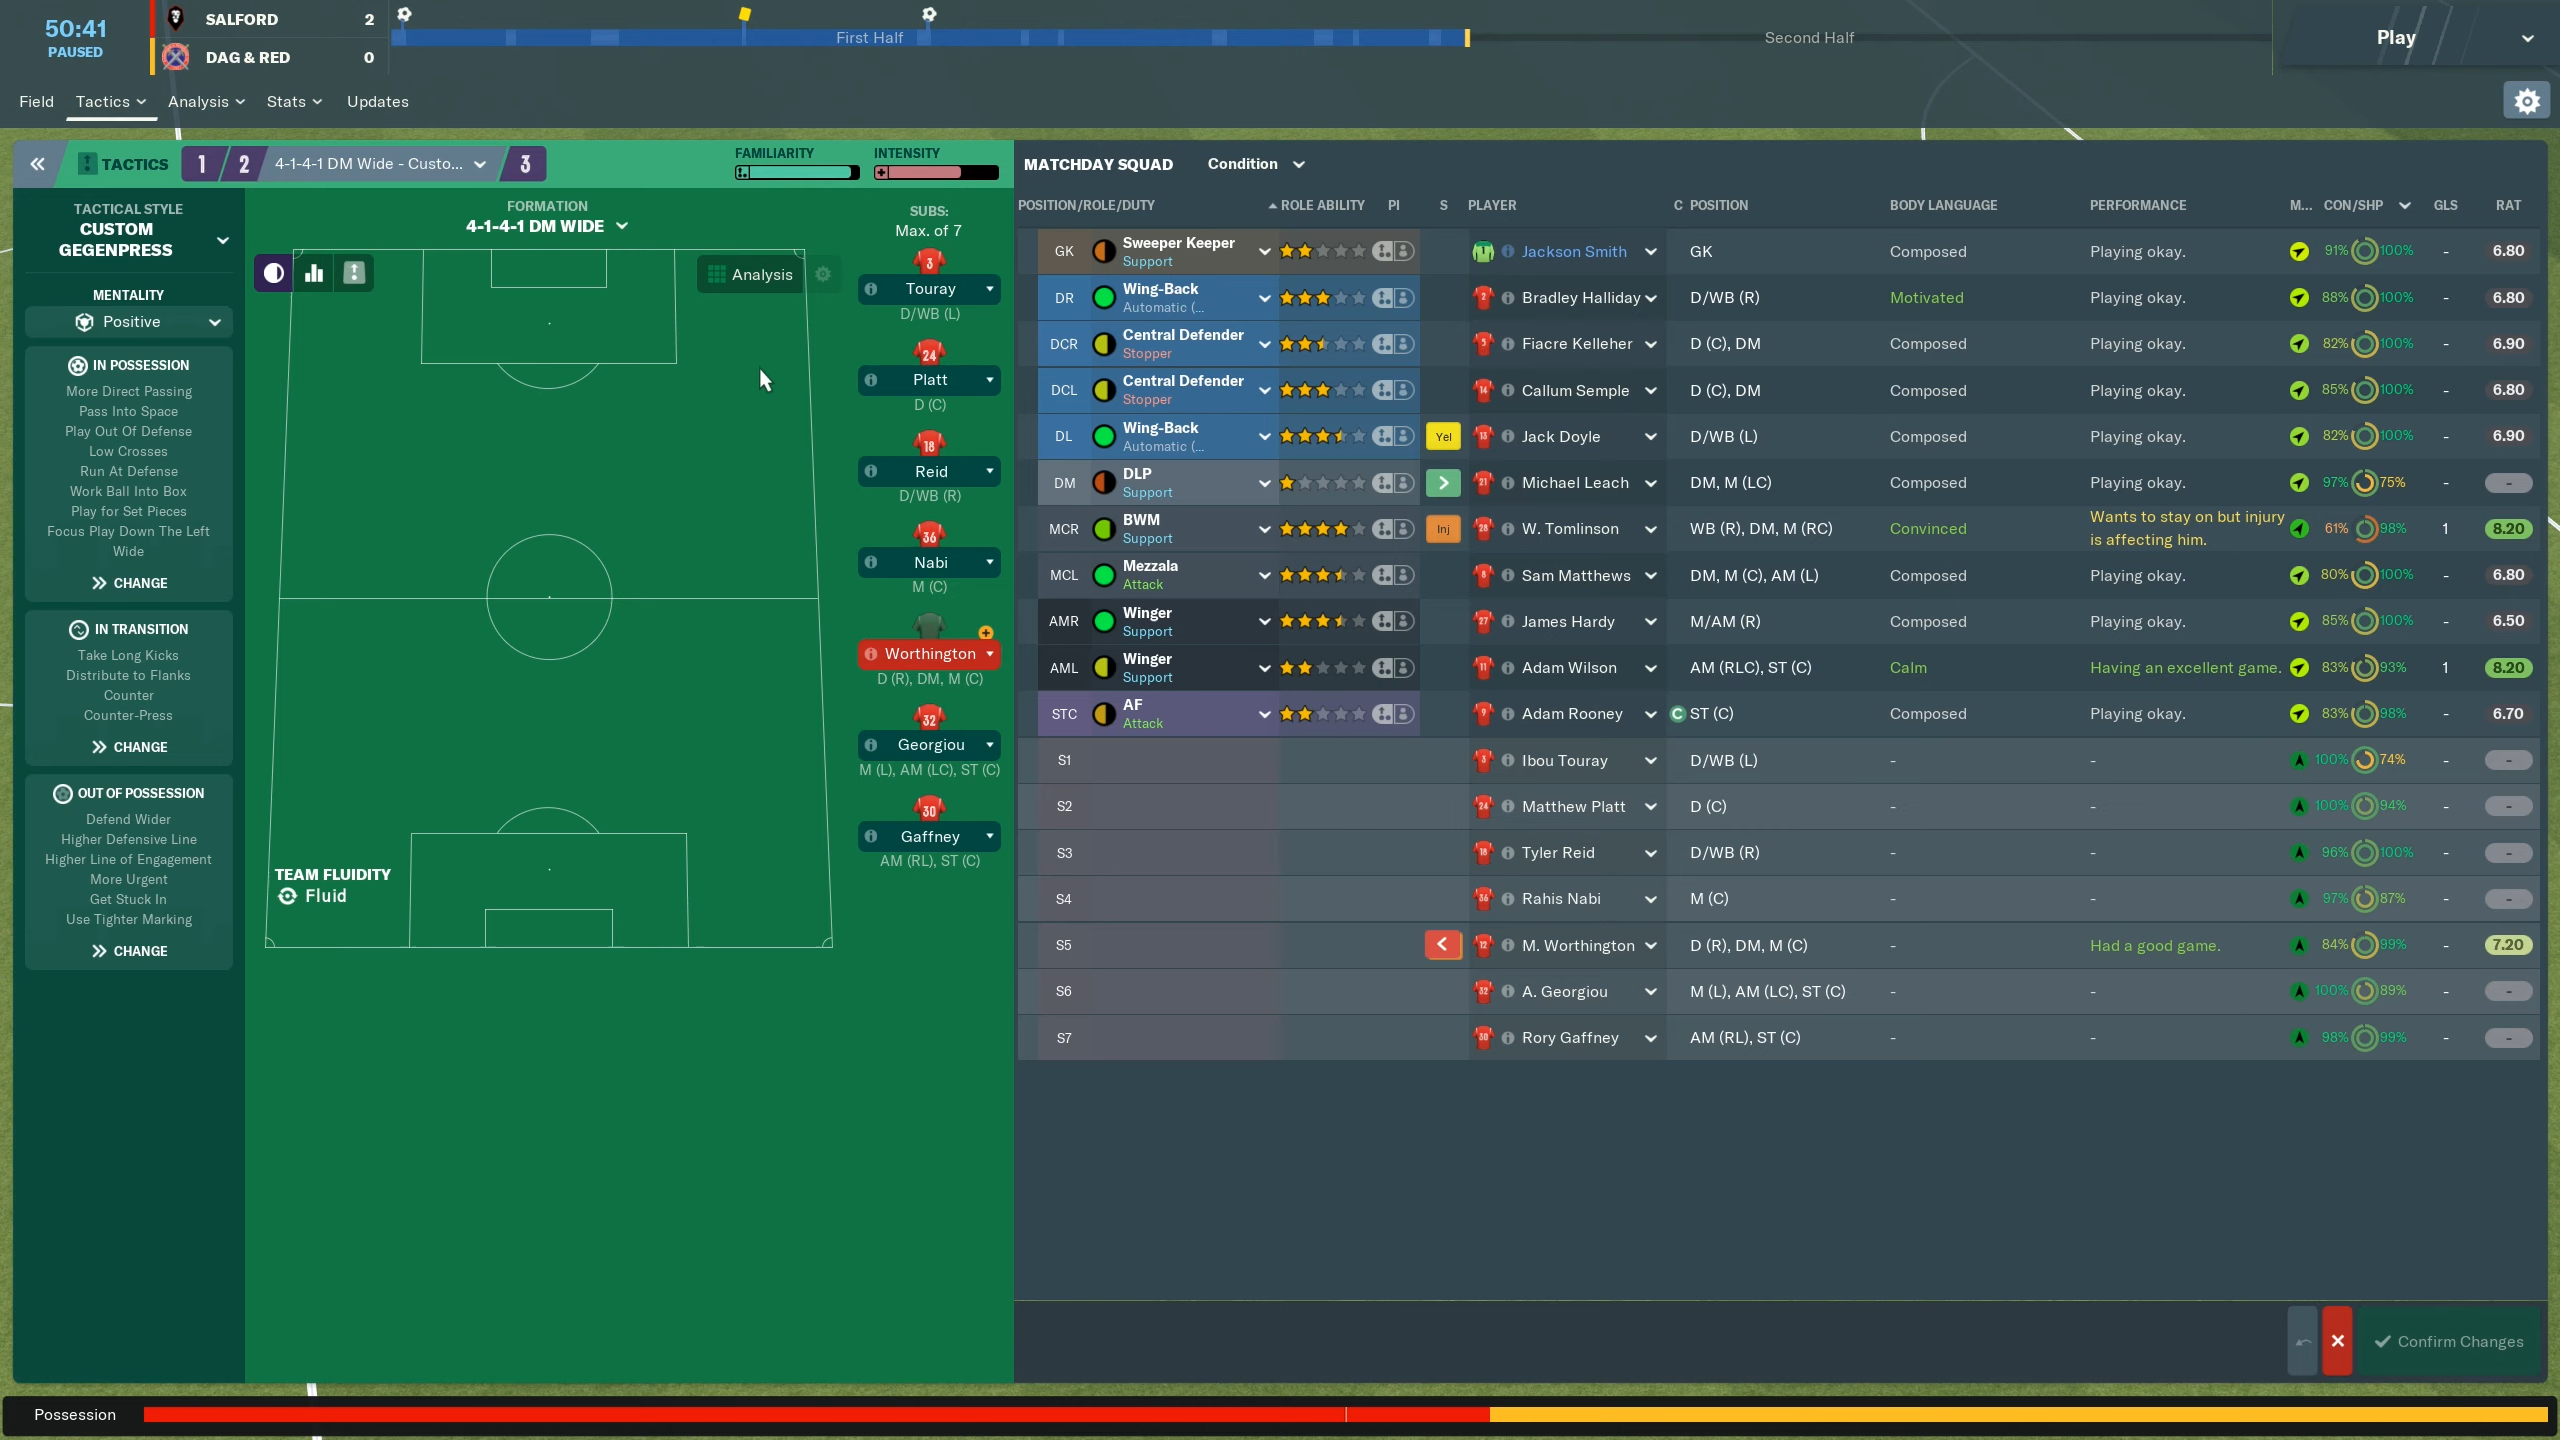 50:41
PAUSED
SALFORD 2
DAG & RED 0
First Half
Second Half
Play
Field Tactics Analysis Stats Updates
TACTICS 1 2 4-1-4-1 DM Wide - Custo... 3
FAMILIARITY
INTENSITY
TACTICAL STYLE
CUSTOM
GEGENPRESS
MENTALITY
Positive
IN POSSESSION
More Direct Passing
Pass Into Space
Play Out Of Defense
Low Crosses
Run At Defense
Work Ball Into Box
Play for Set Pieces
Focus Play Down The Left
Wide
CHANGE
IN TRANSITION
Take Long Kicks
Distribute to Flanks
Counter
Counter-Press
CHANGE
OUT OF POSSESSION
Defend Wider
Higher Defensive Line
Higher Line of Engagement
More Urgent
Get Stuck In
Use Tighter Marking
CHANGE
FORMATION
4-1-4-1 DM WIDE
Analysis
TEAM FLUIDITY
Fluid
SUBS:
Max. of 7
3
Touray
D/WB (L)
24
Platt
D (C)
18
Reid
D/WB (R)
36
Nabi
M (C)
Worthington
D (R), DM, M (C)
32
Georgiou
M (L), AM (LC), ST (C)
30
Gaffney
AM (RL), ST (C)
MATCHDAY SQUAD Condition
POSITION/ROLE/DUTY ROLE ABILITY PI S PLAYER C POSITION BODY LANGUAGE PERFORMANCE M... CON/SHP GLS RAT
GK Sweeper Keeper Support Jackson Smith GK Composed Playing okay. 91% 100% - 6.80
DR Wing-Back Automatic (... Bradley Halliday D/WB (R) Motivated Playing okay. 88% 100% - 6.80
DCR Central Defender Stopper Fiacre Kelleher D (C), DM Composed Playing okay. 82% 100% - 6.90
DCL Central Defender Stopper Callum Semple D (C), DM Composed Playing okay. 85% 100% - 6.80
DL Wing-Back Automatic (... Yel Jack Doyle D/WB (L) Composed Playing okay. 82% 100% - 6.90
DM DLP Support Michael Leach DM, M (LC) Composed Playing okay. 97% 75% - -
MCR BWM Support Inj W. Tomlinson WB (R), DM, M (RC) Convinced Wants to stay on but injury is affecting him. 61% 98% 1 8.20
MCL Mezzala Attack Sam Matthews DM, M (C), AM (L) Composed Playing okay. 80% 100% - 6.80
AMR Winger Support James Hardy M/AM (R) Composed Playing okay. 85% 100% - 6.50
AML Winger Support Adam Wilson AM (RLC), ST (C) Calm Having an excellent game. 83% 93% 1 8.20
STC AF Attack Adam Rooney C ST (C) Composed Playing okay. 83% 98% - 6.70
S1 Ibou Touray D/WB (L) - - 100% 74% - -
S2 Matthew Platt D (C) - - 100% 94% - -
S3 Tyler Reid D/WB (R) - - 96% 100% - -
S4 Rahis Nabi M (C) - - 97% 87% - -
S5 M. Worthington D (R), DM, M (C) - Had a good game. 84% 99% - 7.20
S6 A. Georgiou M (L), AM (LC), ST (C) - - 100% 89% - -
S7 Rory Gaffney AM (RL), ST (C) - - 98% 99% - -
Confirm Changes
Possession